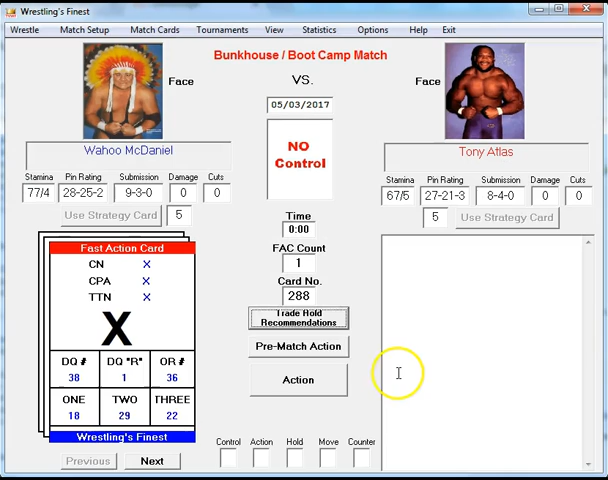 Wrestling's Finest
Wrestle Match Setup Match Cards Tournaments View Statistics Options Help Exit
Bunkhouse / Boot Camp Match
Face
VS.
Face
05/03/2017
NO
Control
Wahoo McDaniel
Tony Atlas
Stamina Pin Rating Submission Damage Cuts
77/4 28-25-2 9-3-0 0 0
Stamina Pin Rating Submission Damage Cuts
67/5 27-21-3 8-4-0 0 0
Use Strategy Card 5
5 Use Strategy Card
Time
0:00
FAC Count
1
Card No.
288
Trade Hold
Recommendations
Pre-Match Action
Action
Fast Action Card
CN X
CPA X
TTN X
X
DQ # DQ "R" OR #
38 1 36
ONE TWO THREE
18 29 22
Wrestling's Finest
Previous Next
Control Action Hold Move Counter